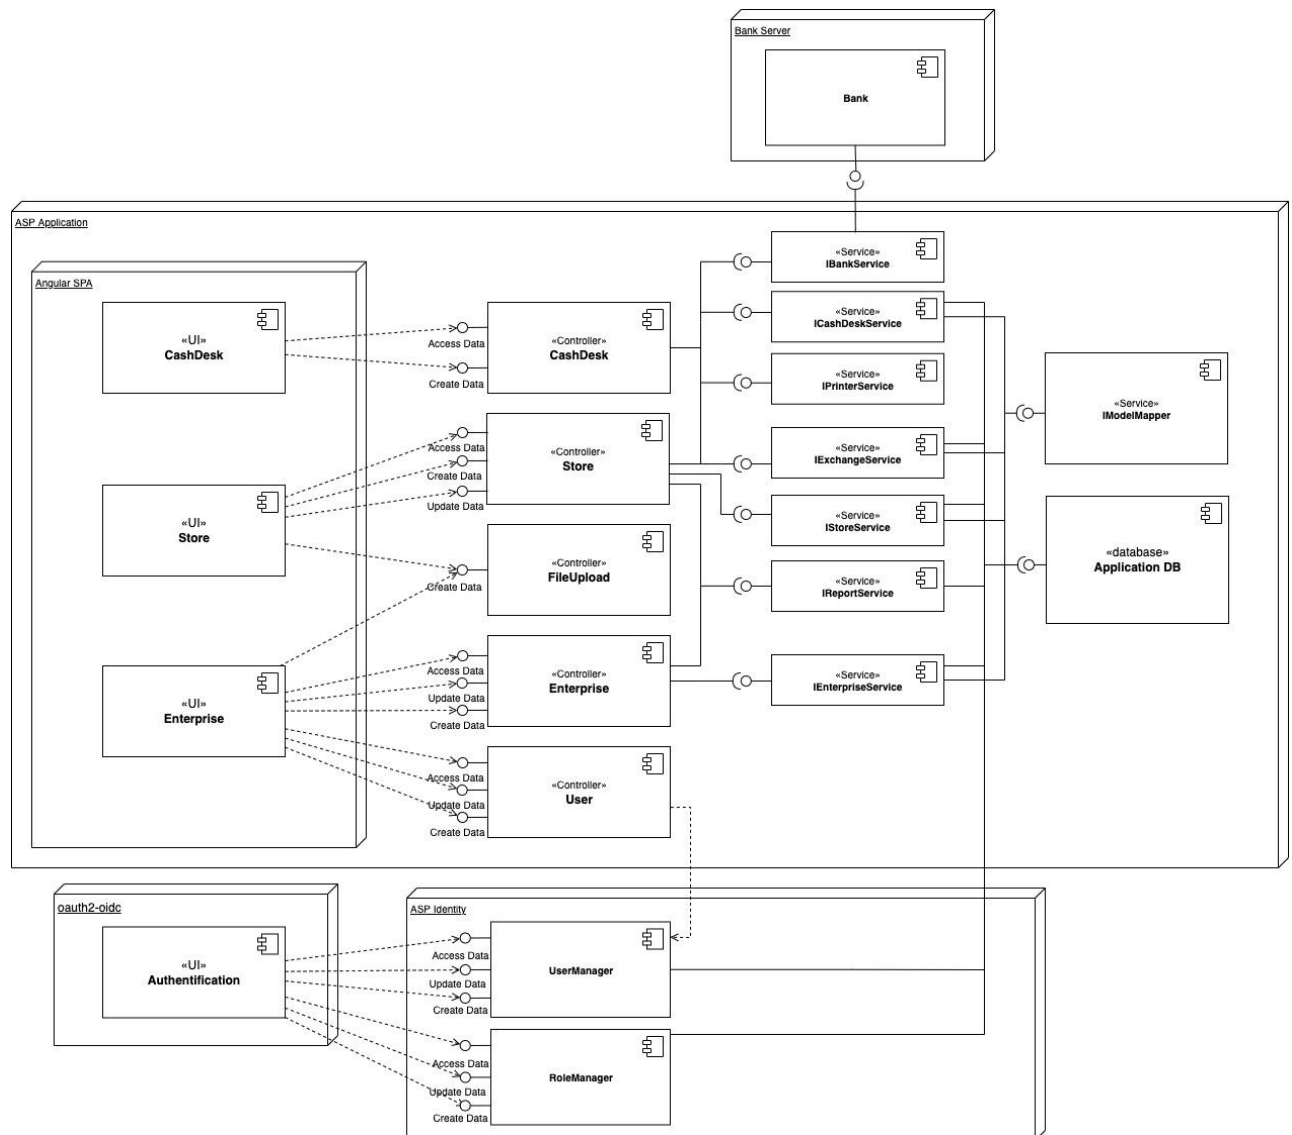 Bank Server
Bank
ASP Application
Angular SPA
«UI»
CashDesk
Access Data
Create Data
«Controller»
CashDesk
«Service»
IBankService
«Service»
ICashDeskService
«Service»
IPrinterService
«Service»
IModelMapper
«UI»
Store
Access Data
Create Data
Update Data
«Controller»
Store
«Service»
IExchangeService
«Service»
IStoreService
«database»
Application DB
Create Data
«Controller»
FileUpload
«Service»
IReportService
«UI»
Enterprise
Access Data
Update Data
Create Data
«Controller»
Enterprise
«Service»
IEnterpriseService
Access Data
Update Data
Create Data
«Controller»
User
oauth2-oidc
«UI»
Authentification
ASP Identity
Access Data
Update Data
Create Data
UserManager
Access Data
Update Data
Create Data
RoleManager